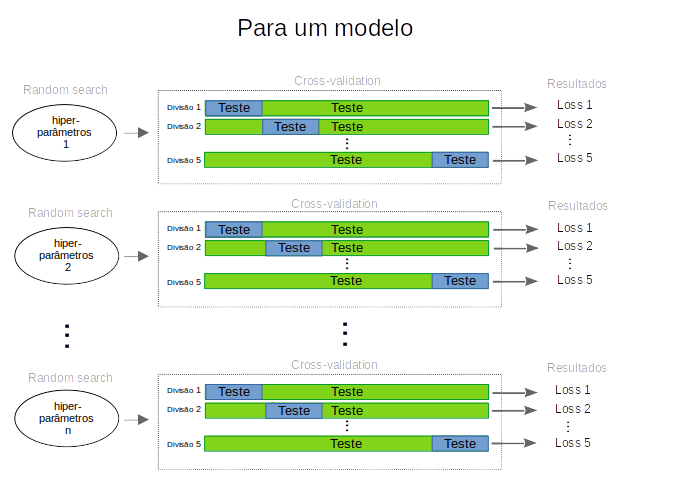 Para um modelo
Random search
hiper-
parâmetros
1
Cross-validation
Divisão 1 Teste Teste
Divisão 2 Teste Teste
Divisão 5 Teste Teste
Resultados
Loss 1
Loss 2
Loss 5
Random search
hiper-
parâmetros
2
Cross-validation
Divisão 1 Teste Teste
Divisão 2 Teste Teste
Divisão 5 Teste Teste
Resultados
Loss 1
Loss 2
Loss 5
Random search
hiper-
parâmetros
n
Cross-validation
Divisão 1 Teste Teste
Divisão 2 Teste Teste
Divisão 5 Teste Teste
Resultados
Loss 1
Loss 2
Loss 5